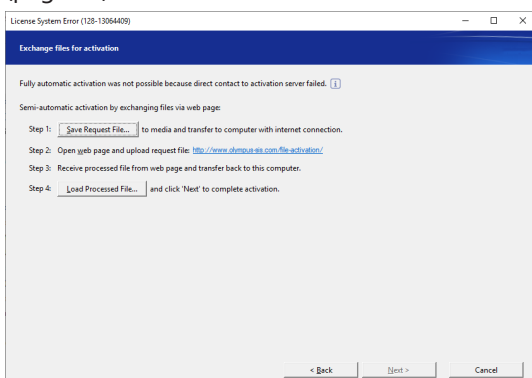 License System Error (128-13064409)
Exchange files for activation
Fully automatic activation was not possible because direct contact to activation server failed. i
Semi-automatic activation by exchanging files via web page:
Step 1: Save Request File... to media and transfer to computer with internet connection.
Step 2: Open web page and upload request file: http://www.olympus-sis.com/file-activation/
Step 3: Receive processed file from web page and transfer back to this computer.
Step 4: Load Processed File... and click 'Next' to complete activation.
< Back Next > Cancel